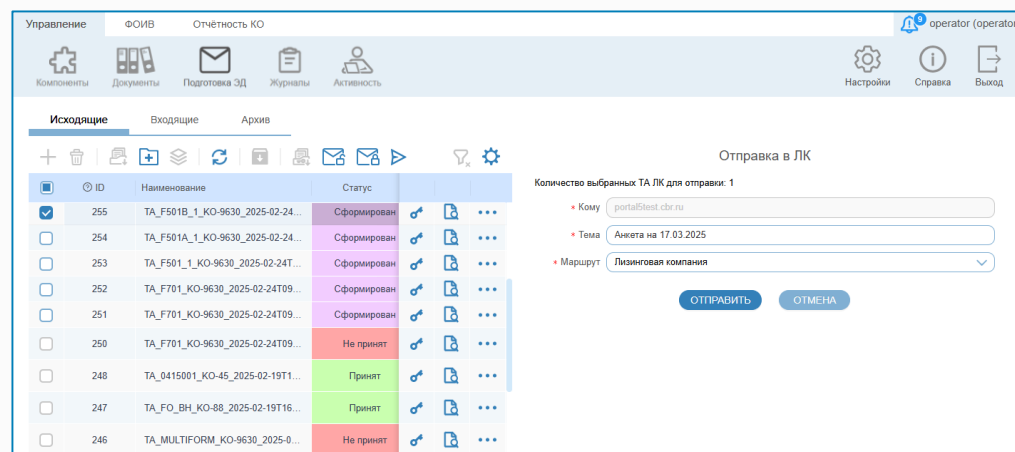 Управление ФОИВ Отчётность КО 9 operator (operator
Компоненты Документы Подготовка ЭД Журналы Активность Настройки Справка Выход
Исходящие Входящие Архив
Отправка в ЛК
ID Наименование Статус
Количество выбранных ТА ЛК для отправки: 1
255 TA_F501B_1_KO-9630_2025-02-24... Сформирован
* Кому portal5test.cbr.ru
254 TA_F501A_1_KO-9630_2025-02-24... Сформирован
* Тема Анкета на 17.03.2025
253 TA_F501_1_KO-9630_2025-02-24T... Сформирован
* Маршрут Лизинговая компания
252 TA_F701_KO-9630_2025-02-24T09... Сформирован
ОТПРАВИТЬ ОТМЕНА
251 TA_F701_KO-9630_2025-02-24T09... Сформирован
250 TA_F701_KO-9630_2025-02-24T09... Не принят
248 TA_0415001_KO-45_2025-02-19T1... Принят
247 TA_FO_BH_KO-88_2025-02-19T16... Принят
246 TA_MULTIFORM_KO-9630_2025-0... Не принят